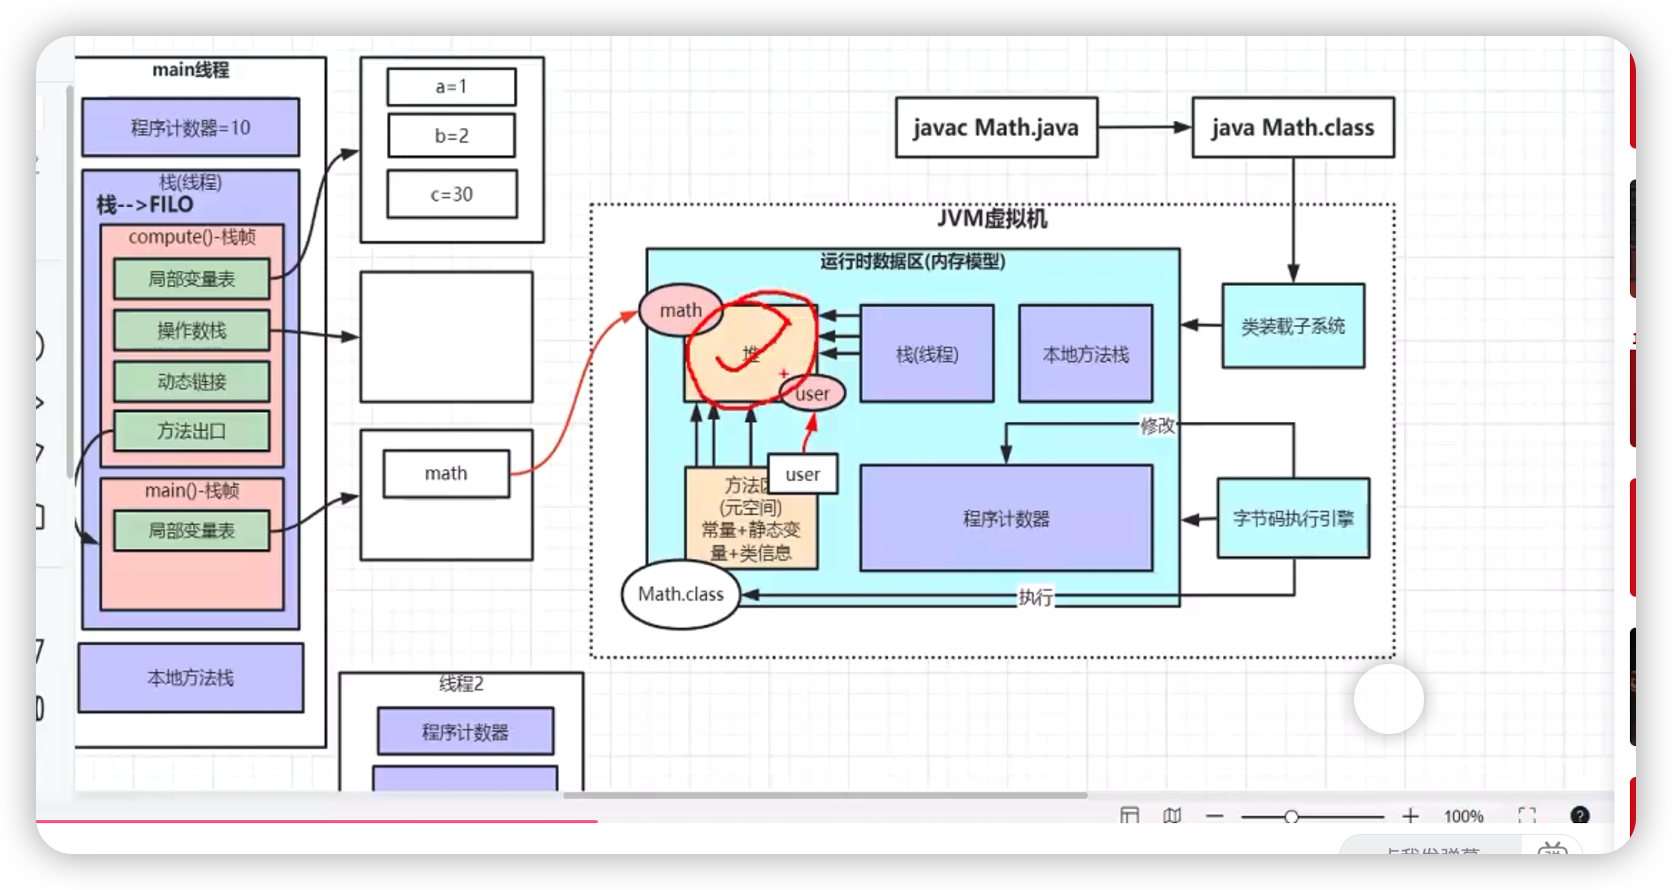 main线程
程序计数器=10
栈(线程)
栈-->FILO
compute()-栈帧
局部变量表
操作数栈
动态链接
方法出口
main()-栈帧
局部变量表
本地方法栈
a=1
b=2
c=30
math
线程2
程序计数器
javac Math.java
java Math.class
JVM虚拟机
运行时数据区(内存模型)
math
堆
user
栈(线程)
本地方法栈
类装载子系统
修改
user
方法区
(元空间)
常量+静态变
量+类信息
程序计数器
字节码执行引擎
Math.class
执行
100%